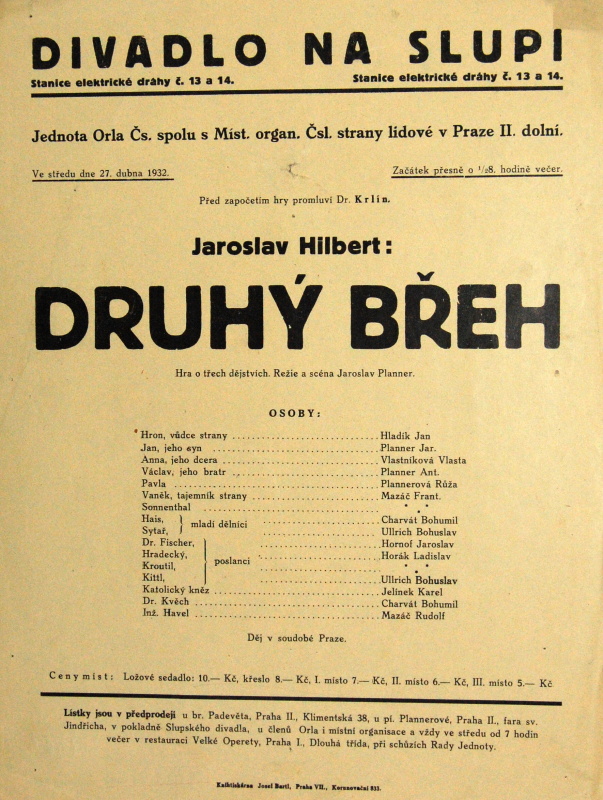 DIVADLO NA SLUPI
Stanice elektrické dráhy č. 13 a 14. Stanice elektrické dráhy č. 13 a 14.
Jednota Orla Čs. spolu s Míst. organ. Čsl. strany lidové v Praze II. dolní.
Ve středu dne 27. dubna 1932. Začátek přesně o ½8. hodině večer.
Před započetím hry promluví Dr. Krlín.
Jaroslav Hilbert:
DRUHÝ BŘEH
Hra o třech dějstvích. Režie a scéna Jaroslav Planner.
OSOBY:
Hron, vůdce strany ........ Hladík Jan
Jan, jeho syn ........ Planner Jar.
Anna, jeho dcera ........ Vlastníková Vlasta
Václav, jeho bratr ........ Planner Ant.
Pavla ........ Plannerová Růža
Vaněk, tajemník strany ........ Mazáč Frant.
Sonnenthal ........ * * *
Hais, } mladí dělníci ........ Charvát Bohumil
Sytař, } ........ Ullrich Bohuslav
Dr. Fischer, } poslanci ........ Hornof Jaroslav
Hradecký, ........ Horák Ladislav
Kroutil, ........ * * *
Kittl, ........ Ullrich Bohuslav
Katolický kněz ........ Jelínek Karel
Dr. Kvěch ........ Charvát Bohumil
Inž. Havel ........ Mazáč Rudolf
Děj v soudobé Praze.
Ceny míst: Ložové sedadlo: 10.— Kč, křeslo 8.— Kč, I. místo 7.— Kč, II. místo 6.— Kč, III. místo 5.— Kč
Lístky jsou v předprodeji u br. Padevěta, Praha II., Klimentská 38, u pí. Plannerové, Praha II., fara sv.
Jindřicha, v pokladně Slupského divadla, u členů Orla i místní organisace a vždy ve středu od 7 hodin
večer v restauraci Velké Operety, Praha I., Dlouhá třída, při schůzích Rady Jednoty.
Knihtiskárna Josef Bartl, Praha VII., Korunovační 831.